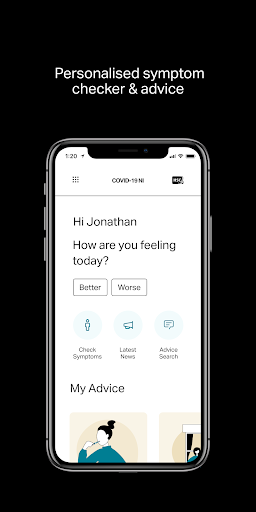 Personalised symptom
checker & advice
1:20
COVID-19 NI
HSC
Hi Jonathan
How are you feeling
today?
Better
Worse
Check
Symptoms
Latest
News
Advice
Search
My Advice